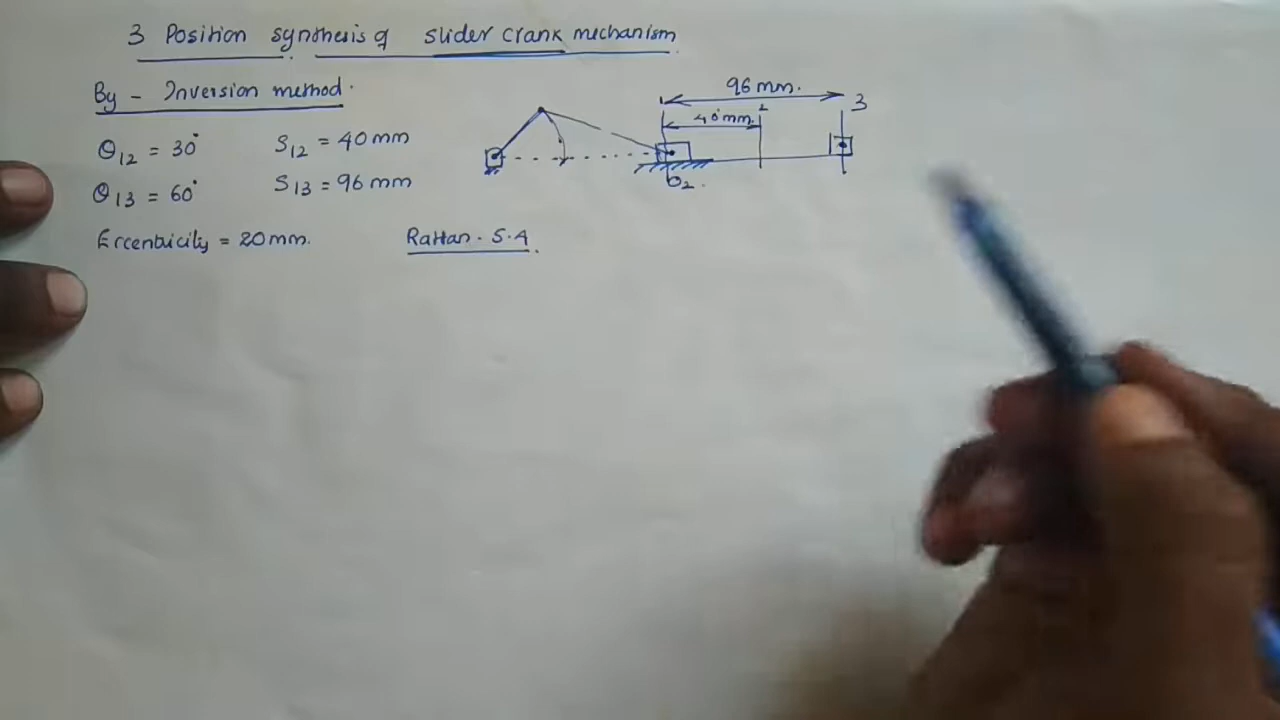 3 Position synthesis of slider crank mechanism
By - Inversion method.
θ12 = 30° S12 = 40 mm
θ13 = 60° S13 = 96 mm
Eccentricity = 20 mm. Rattan - 5.4
96 mm.
1 2 3
40 mm.
O2.